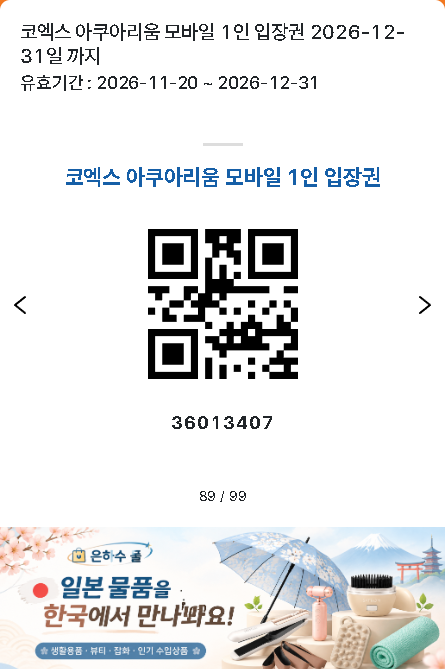 코엑스 아쿠아리움 모바일 1인 입장권 2026-12-
31일 까지
유효기간 : 2026-11-20 ~ 2026-12-31
코엑스 아쿠아리움 모바일 1인 입장권
36013407
89 / 99
은하수 몰
일본 물품을
한국에서 만나봐요!
생활용품 · 뷰티 · 잡화 · 인기 수입상품